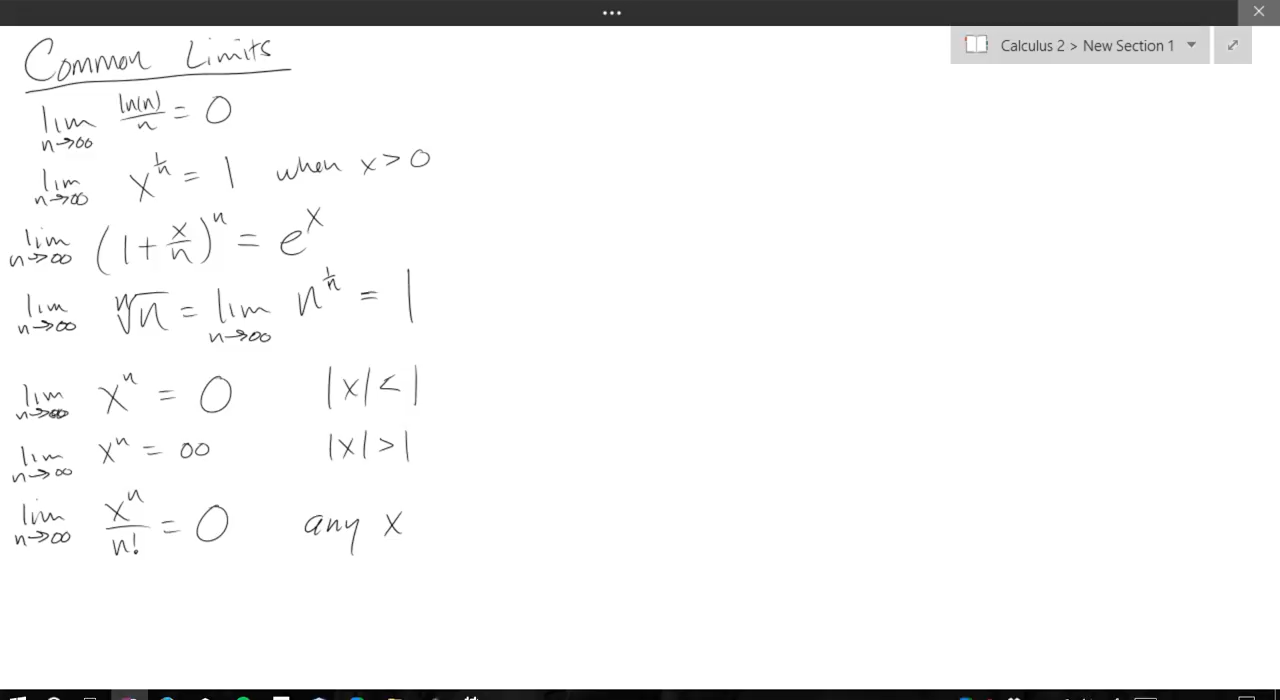 ...
Calculus 2 > New Section 1
Common Limits
lim n→∞ ln(n)/n = 0
lim n→∞ x^(1/n) = 1 when x > 0
lim n→∞ (1 + x/n)^n = e^x
lim n→∞ ⁿ√n = lim n→∞ n^(1/n) = 1
lim n→∞ x^n = 0 |x| < 1
lim n→∞ x^n = ∞ |x| > 1
lim n→∞ x^n/n! = 0 any x